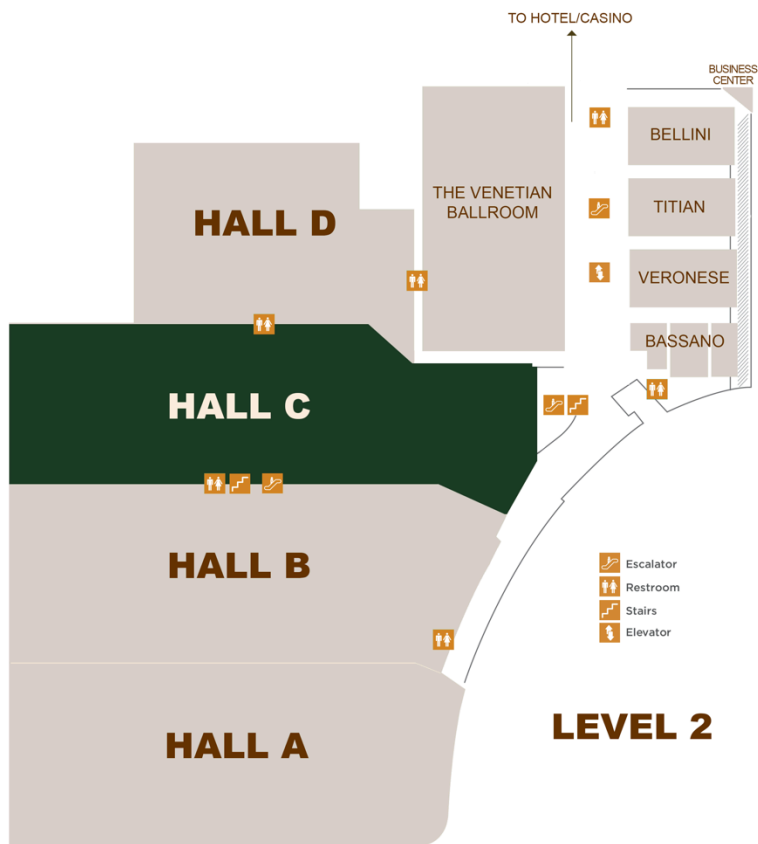 TO HOTEL/CASINO
BUSINESS
CENTER
BELLINI
THE VENETIAN
BALLROOM
TITIAN
HALL D
VERONESE
BASSANO
HALL C
HALL B
Escalator
Restroom
Stairs
Elevator
LEVEL 2
HALL A